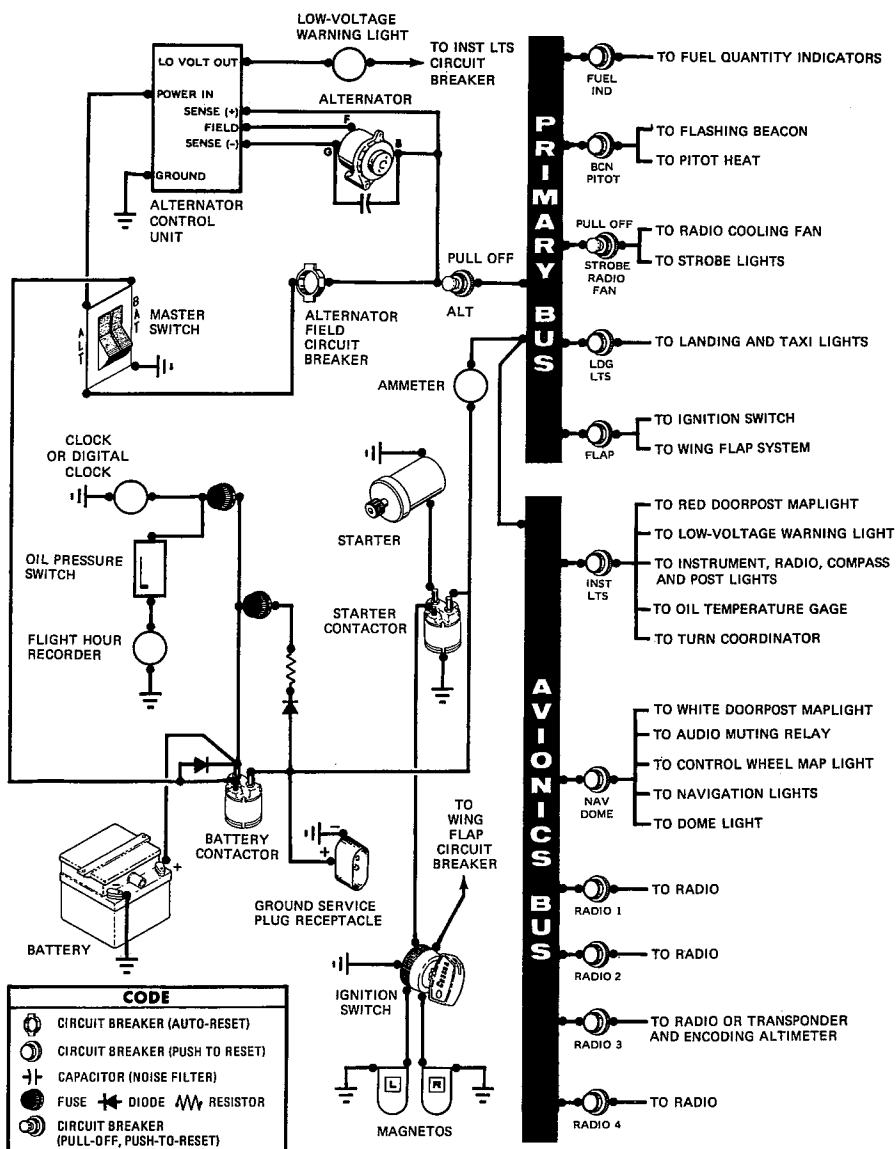 LOW-VOLTAGE
WARNING LIGHT
LO VOLT OUT
TO INST LTS
CIRCUIT
BREAKER
POWER IN
SENSE (+)
FIELD
SENSE (−)
GROUND
ALTERNATOR
F
G
B
ALTERNATOR
CONTROL
UNIT
MASTER
SWITCH
ALT
BAT
ALTERNATOR
FIELD
CIRCUIT
BREAKER
PULL OFF
ALT
AMMETER
CLOCK
OR DIGITAL
CLOCK
OIL PRESSURE
SWITCH
FLIGHT HOUR
RECORDER
STARTER
STARTER
CONTACTOR
BATTERY
CONTACTOR
+
BATTERY
−
+
GROUND SERVICE
PLUG RECEPTACLE
TO
WING
FLAP
CIRCUIT
BREAKER
IGNITION
SWITCH
L
R
MAGNETOS
PRIMARY BUS
FUEL
IND
TO FUEL QUANTITY INDICATORS
BCN
PITOT
TO FLASHING BEACON
TO PITOT HEAT
PULL OFF
STROBE
RADIO
FAN
TO RADIO COOLING FAN
TO STROBE LIGHTS
LDG
LTS
TO LANDING AND TAXI LIGHTS
FLAP
TO IGNITION SWITCH
TO WING FLAP SYSTEM
AVIONICS BUS
INST
LTS
TO RED DOORPOST MAPLIGHT
TO LOW-VOLTAGE WARNING LIGHT
TO INSTRUMENT, RADIO, COMPASS
AND POST LIGHTS
TO OIL TEMPERATURE GAGE
TO TURN COORDINATOR
NAV
DOME
TO WHITE DOORPOST MAPLIGHT
TO AUDIO MUTING RELAY
TO CONTROL WHEEL MAP LIGHT
TO NAVIGATION LIGHTS
TO DOME LIGHT
RADIO 1
TO RADIO
RADIO 2
TO RADIO
RADIO 3
TO RADIO OR TRANSPONDER
AND ENCODING ALTIMETER
RADIO 4
TO RADIO
CODE
CIRCUIT BREAKER (AUTO-RESET)
CIRCUIT BREAKER (PUSH TO RESET)
CAPACITOR (NOISE FILTER)
FUSE DIODE RESISTOR
CIRCUIT BREAKER
(PULL-OFF, PUSH-TO-RESET)